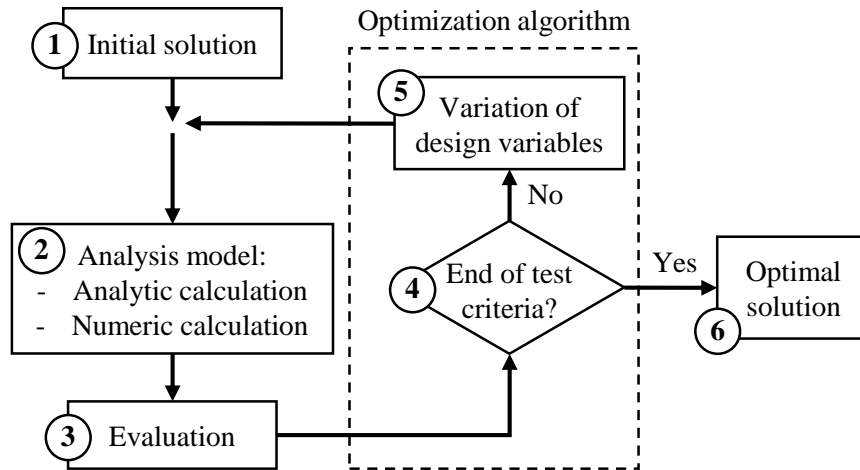 Optimization algorithm
1
Initial solution
5
Variation of
design variables
No
2
Analysis model:
- Analytic calculation
- Numeric calculation
4
End of test
criteria?
Yes
Optimal
solution
6
3
Evaluation